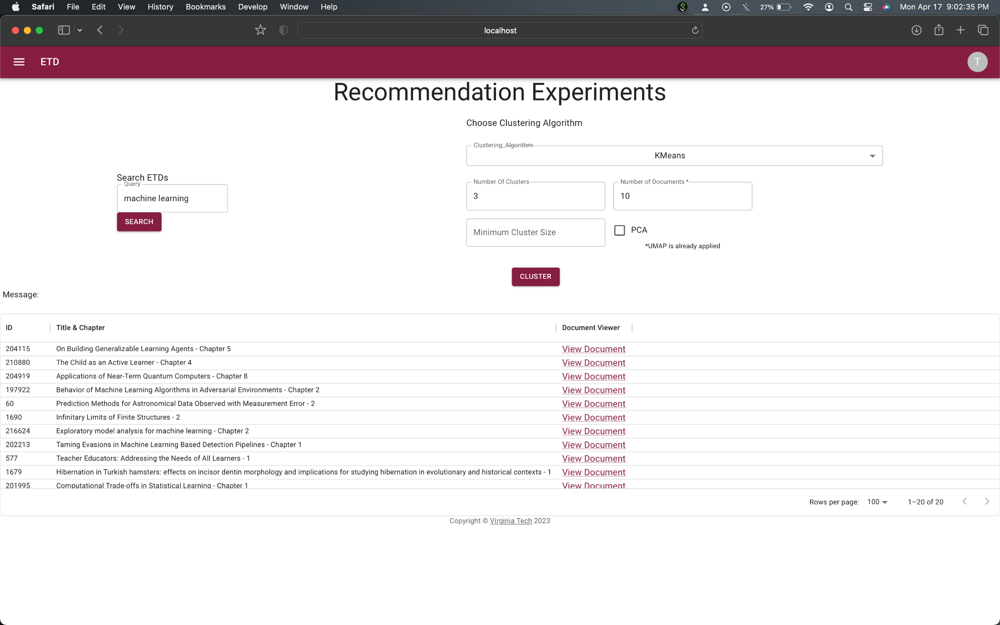 Safari File Edit View History Bookmarks Develop Window Help 27% Mon Apr 17 9:02:35 PM
localhost
ETD T
Recommendation Experiments
Choose Clustering Algorithm
Clustering_Algorithm
KMeans
Search ETDs
Query
machine learning
SEARCH
Number Of Clusters
3
Number of Documents *
10
Minimum Cluster Size
PCA
*UMAP is already applied
CLUSTER
Message:
ID Title & Chapter Document Viewer
204115 On Building Generalizable Learning Agents - Chapter 5 View Document
210880 The Child as an Active Learner - Chapter 4 View Document
204919 Applications of Near-Term Quantum Computers - Chapter 8 View Document
197922 Behavior of Machine Learning Algorithms in Adversarial Environments - Chapter 2 View Document
60 Prediction Methods for Astronomical Data Observed with Measurement Error - 2 View Document
1690 Infinitary Limits of Finite Structures - 2 View Document
216624 Exploratory model analysis for machine learning - Chapter 2 View Document
202213 Taming Evasions in Machine Learning Based Detection Pipelines - Chapter 1 View Document
577 Teacher Educators: Addressing the Needs of All Learners - 1 View Document
1679 Hibernation in Turkish hamsters: effects on incisor dentin morphology and implications for studying hibernation in evolutionary and historical contexts - 1 View Document
201995 Computational Trade-offs in Statistical Learning - Chapter 1 View Document
Rows per page: 100 1–20 of 20
Copyright © Virginia Tech 2023